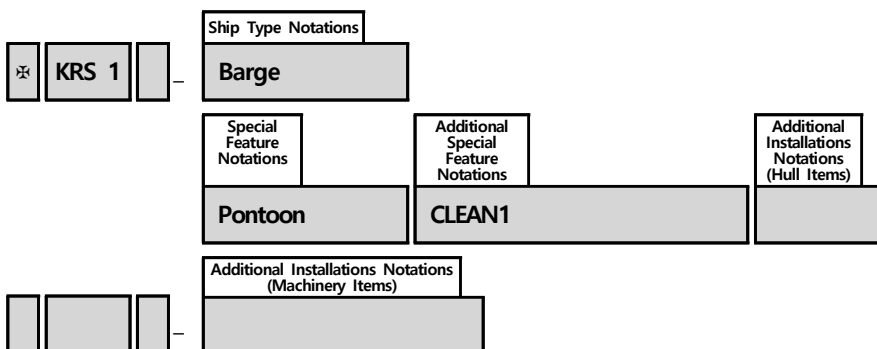 Ship Type Notations
✠ KRS 1 – Barge
Special Feature Notations
Additional Special Feature Notations
Additional Installations Notations (Hull Items)
Pontoon CLEAN1
Additional Installations Notations
(Machinery Items)
–